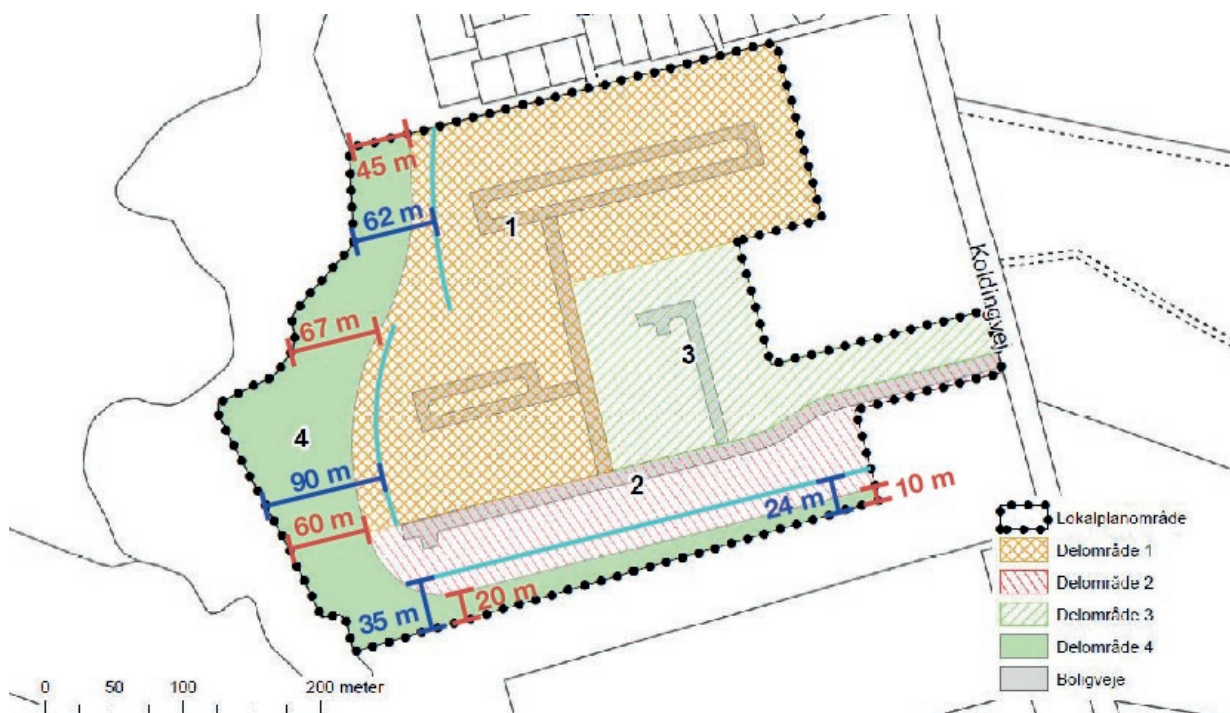 45 m
62 m
1
Koldingvej
67 m
3
4
90 m
2
24 m
10 m
60 m
35 m
20 m
Lokalplanområde
Delområde 1
Delområde 2
Delområde 3
Delområde 4
Boligveje
0 50 100 200 meter